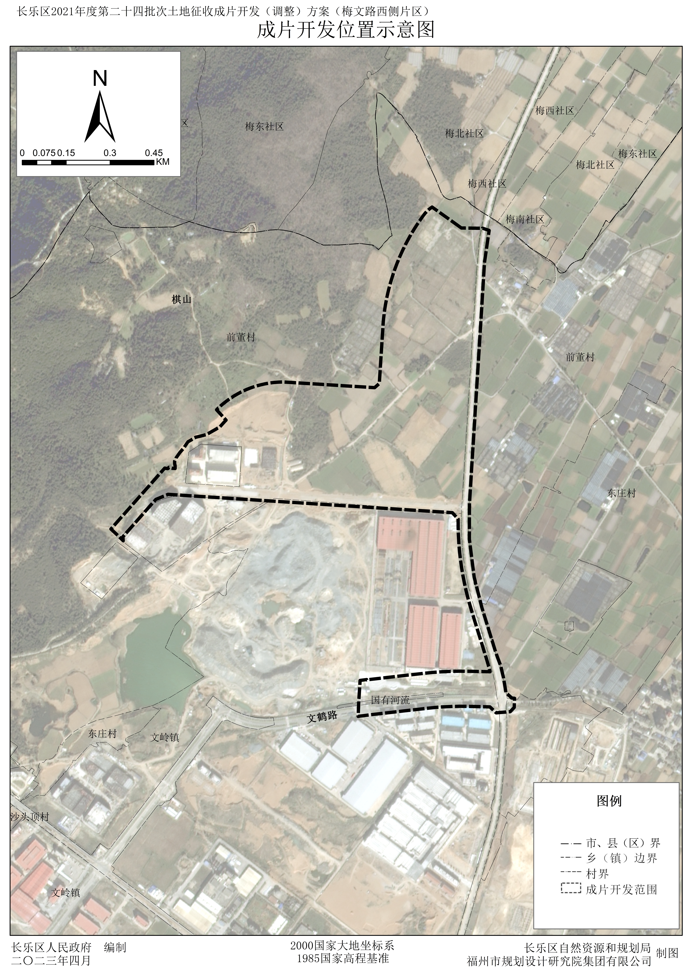 长乐区2021年度第二十四批次土地征收成片开发（调整）方案（梅文路西侧片区）
成片开发位置示意图
N
0 0.075 0.15 0.3 0.45
KM
区
梅东社区
梅北社区
梅西社区
梅北社区
梅东社区
梅西社区
梅南社区
棋山
前董村
前董村
东庄村
国有河流
文鹤路
东庄村
文岭镇
沙头顶村
文岭镇
图例
市、县（区）界
乡（镇）边界
村界
成片开发范围
长乐区人民政府 编制
二〇二三年四月
2000国家大地坐标系
1985国家高程基准
长乐区自然资源和规划局
福州市规划设计研究院集团有限公司
制图